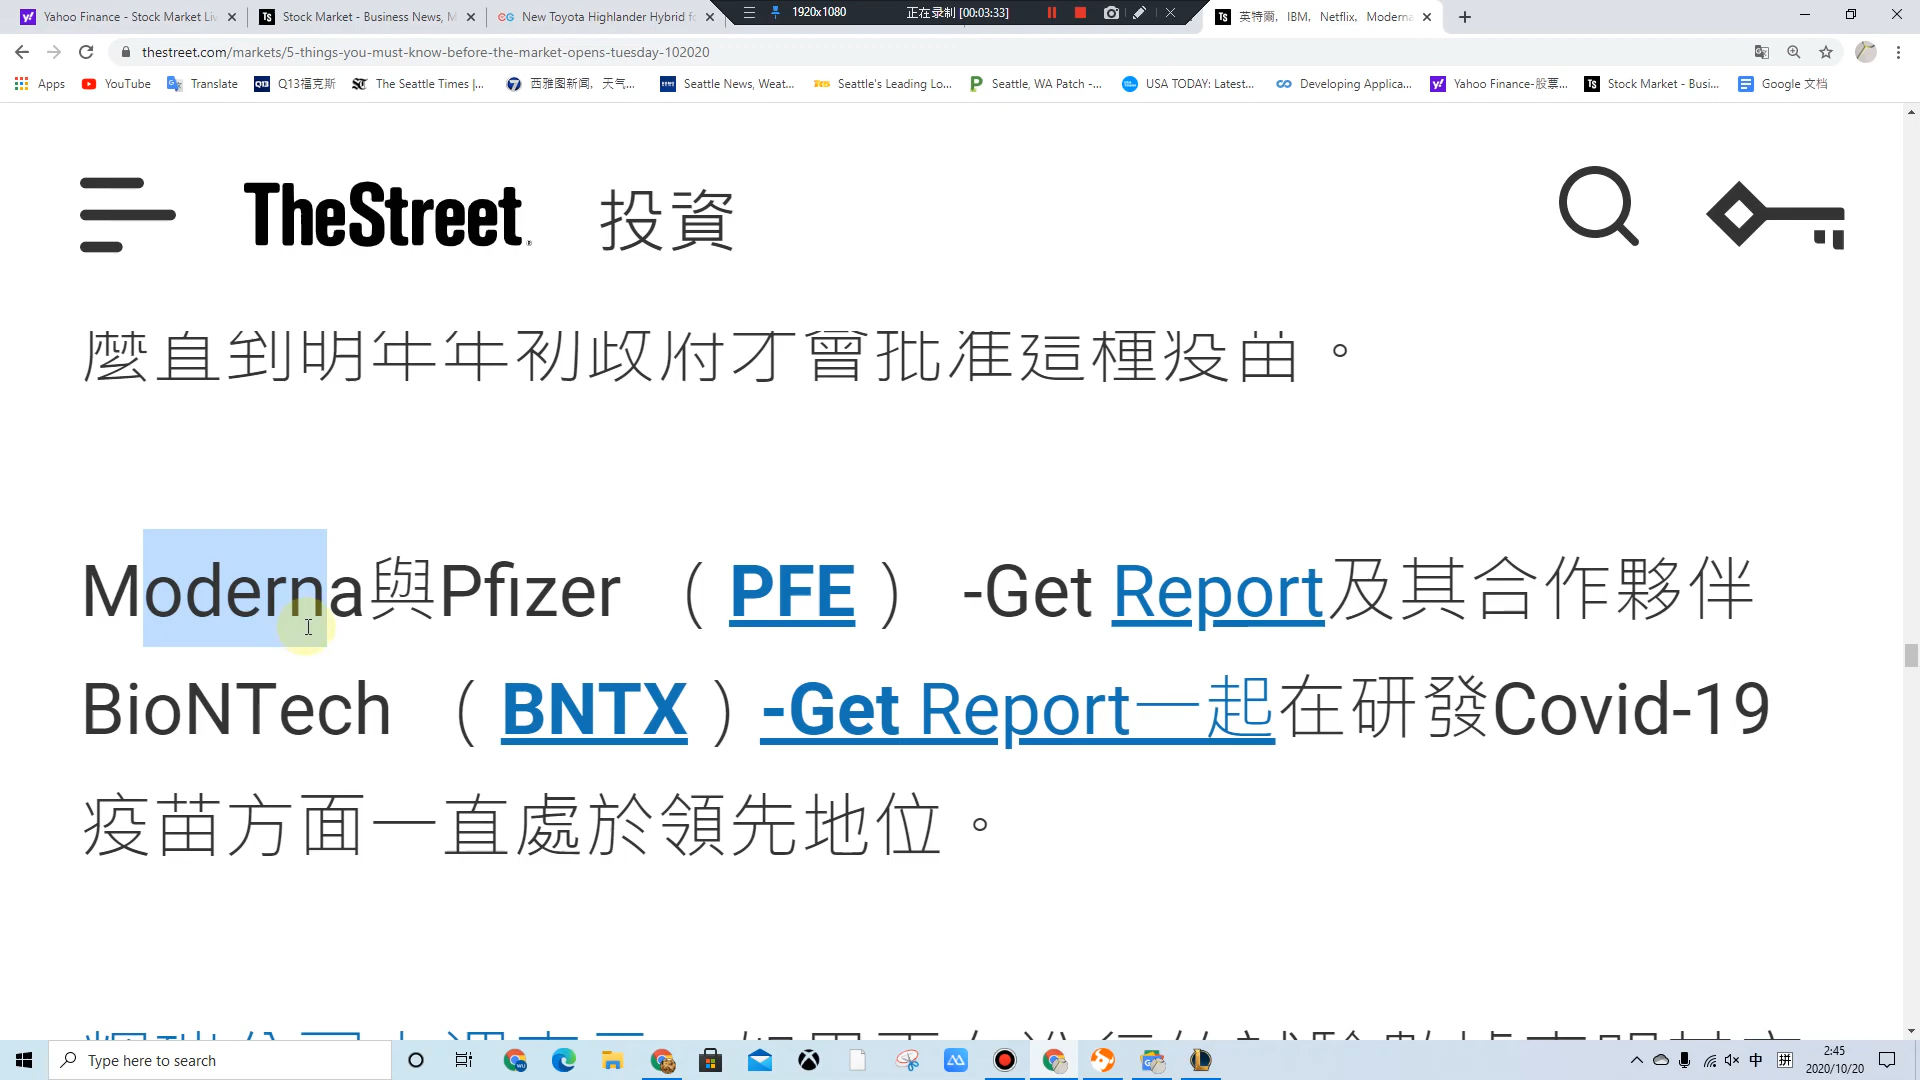 Yahoo Finance - Stock Market Li
Stock Market - Business News, M
New Toyota Highlander Hybrid fo
1920x1080
正在录制 [00:03:33]
英特爾，IBM，Netflix，Moderna
thestreet.com/markets/5-things-you-must-know-before-the-market-opens-tuesday-102020
Apps
YouTube
Translate
Q13福克斯
The Seattle Times |...
西雅图新闻，天气...
Seattle News, Weat...
Seattle's Leading Lo...
Seattle, WA Patch -...
USA TODAY: Latest...
Developing Applica...
Yahoo Finance-股票...
Stock Market - Busi...
Google 文档
TheStreet
投資
麼直到明年年初政府才會批准這種疫苗。
Moderna與Pfizer （PFE） -Get Report及其合作夥伴
BioNTech （BNTX）-Get Report一起在研發Covid-19
疫苗方面一直處於領先地位。
Type here to search
中
拼
2:45
2020/10/20